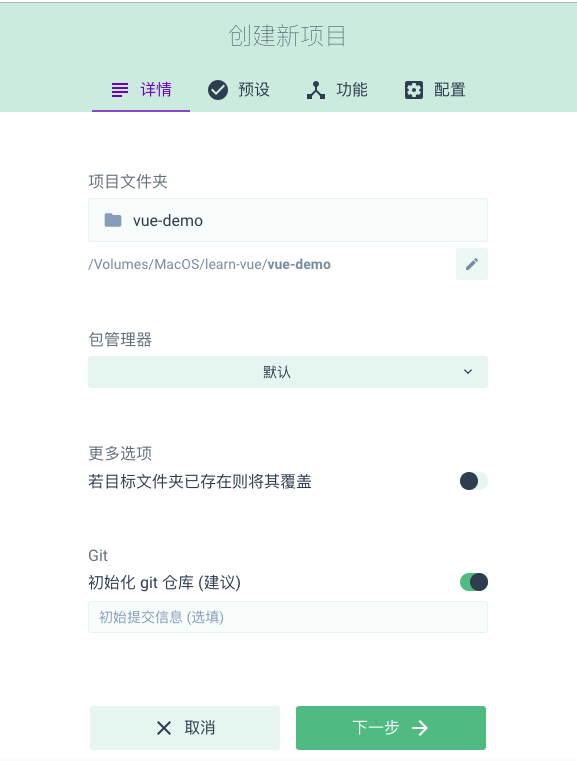 创建新项目
详情 预设 功能 配置
项目文件夹
vue-demo
/Volumes/MacOS/learn-vue/vue-demo
包管理器
默认
更多选项
若目标文件夹已存在则将其覆盖
Git
初始化 git 仓库 (建议)
初始提交信息 (选填)
取消 下一步